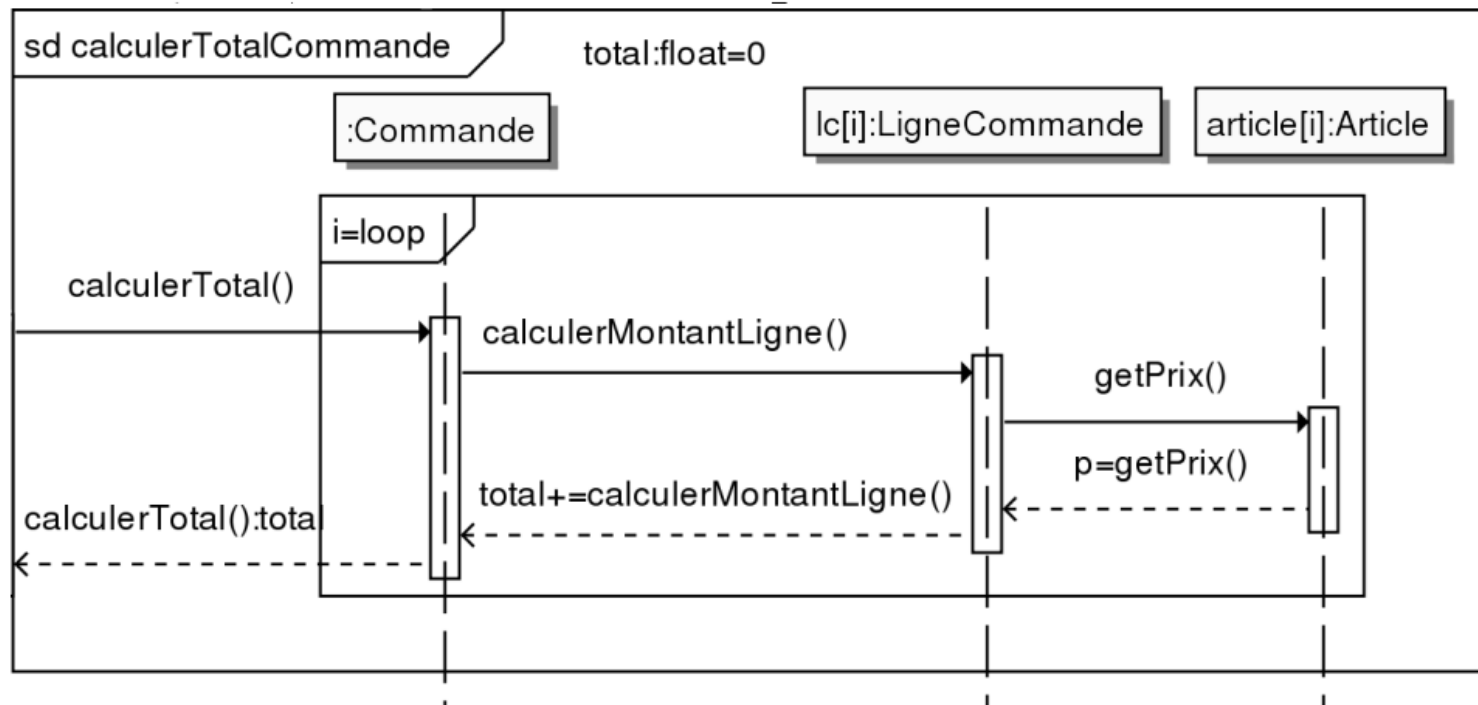 sd calculerTotalCommande
total:float=0
:Commande
lc[i]:LigneCommande
article[i]:Article
i=loop
calculerTotal()
calculerMontantLigne()
getPrix()
p=getPrix()
total+=calculerMontantLigne()
calculerTotal():total